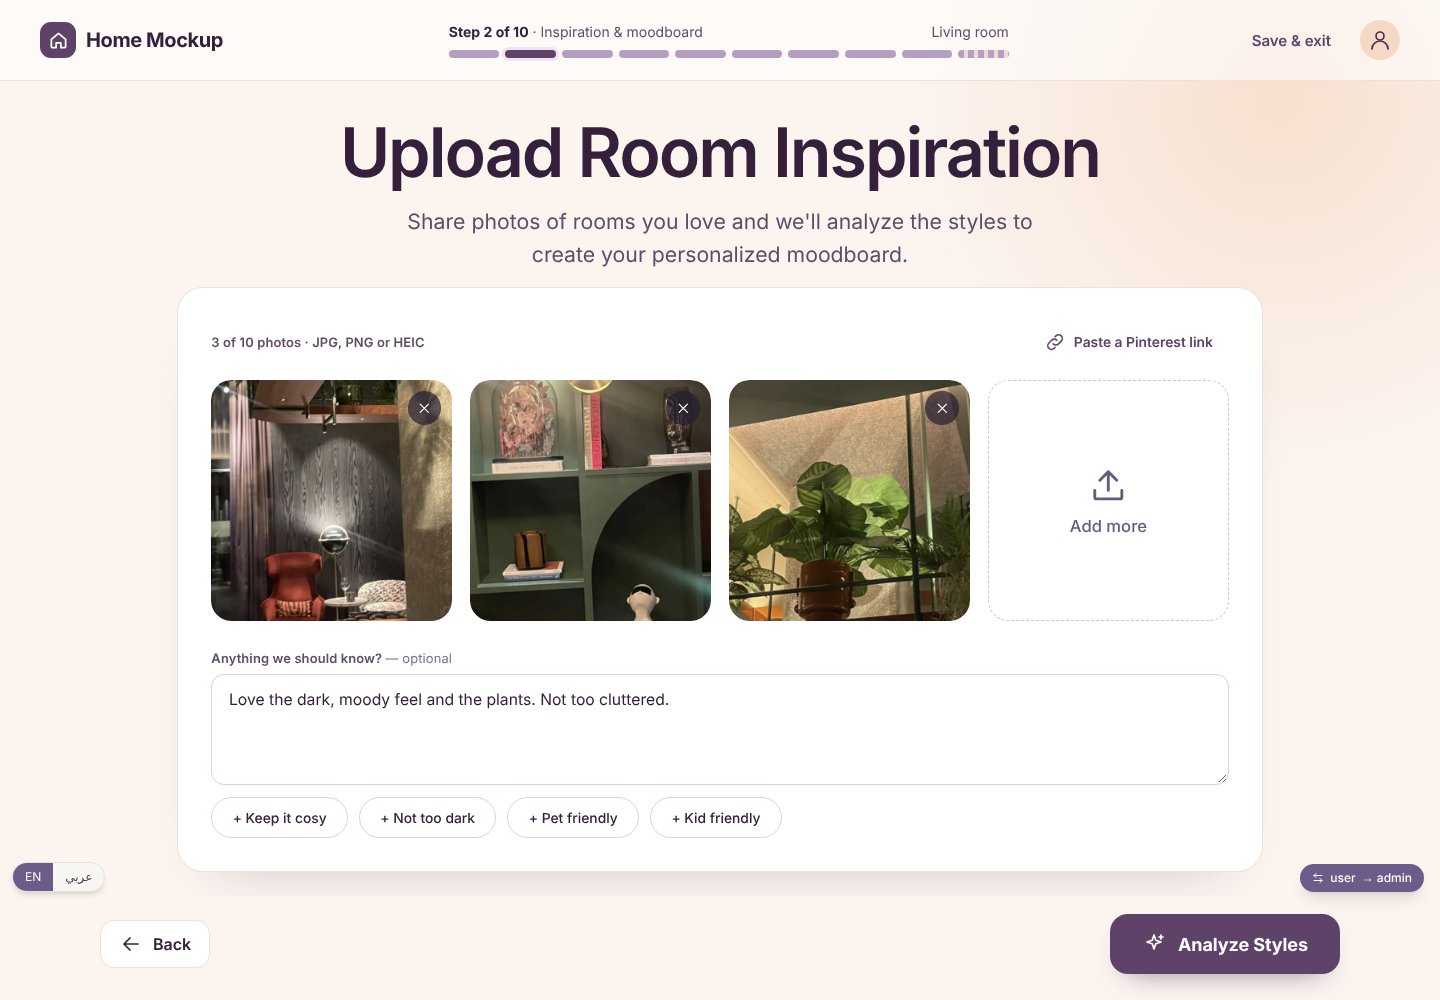 Home Mockup
Step 2 of 10 · Inspiration & moodboard
Living room
Save & exit
Upload Room Inspiration
Share photos of rooms you love and we'll analyze the styles to
create your personalized moodboard.
3 of 10 photos · JPG, PNG or HEIC
Paste a Pinterest link
Add more
Anything we should know? — optional
Love the dark, moody feel and the plants. Not too cluttered.
+ Keep it cosy
+ Not too dark
+ Pet friendly
+ Kid friendly
EN
عربي
user → admin
Back
Analyze Styles